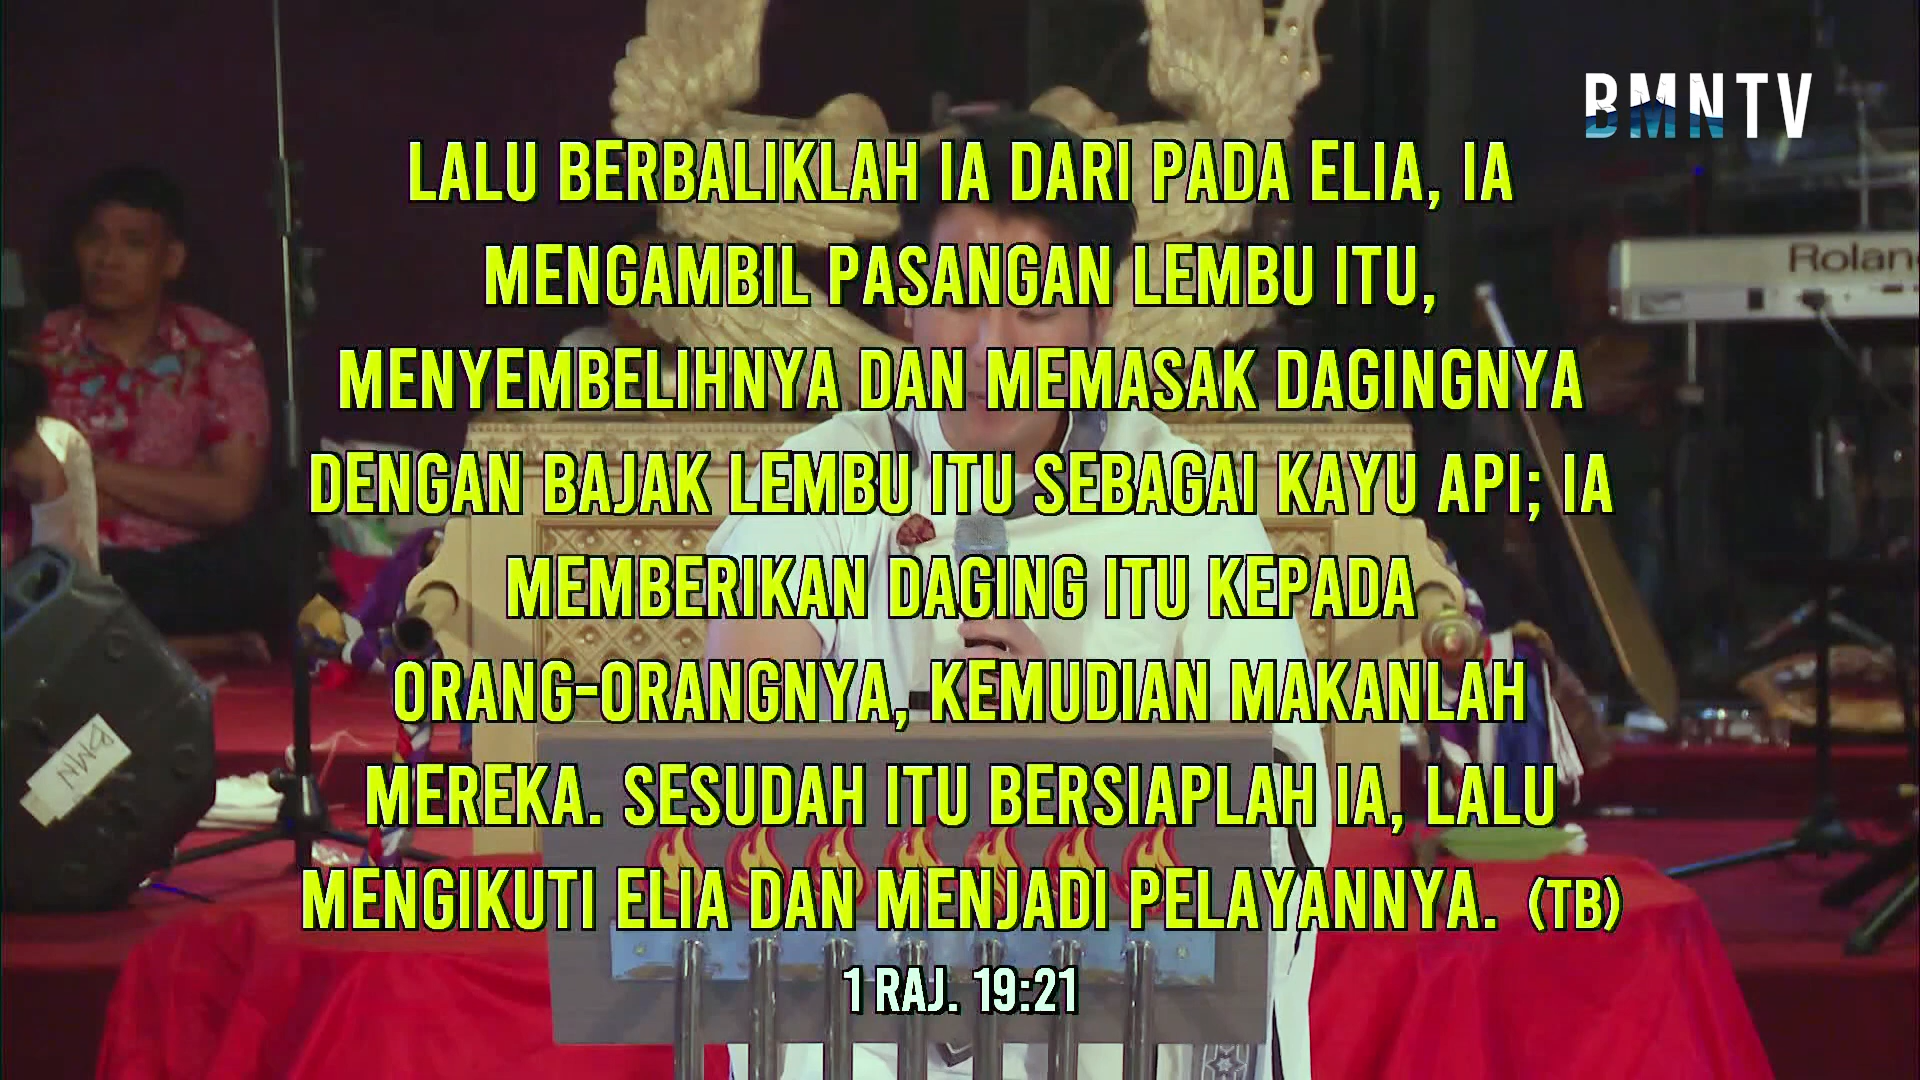 BMNTV
LALU BERBALIKLAH IA DARI PADA ELIA, IA
MENGAMBIL PASANGAN LEMBU ITU,
Roland
MENYEMBELIHNYA DAN MEMASAK DAGINGNYA
DENGAN BAJAK LEMBU ITU SEBAGAI KAYU API; IA
MEMBERIKAN DAGING ITU KEPADA
ORANG-ORANGNYA, KEMUDIAN MAKANLAH
BMN
MEREKA. SESUDAH ITU BERSIAPLAH IA, LALU
MENGIKUTI ELIA DAN MENJADI PELAYANNYA. (TB)
1 RAJ. 19:21